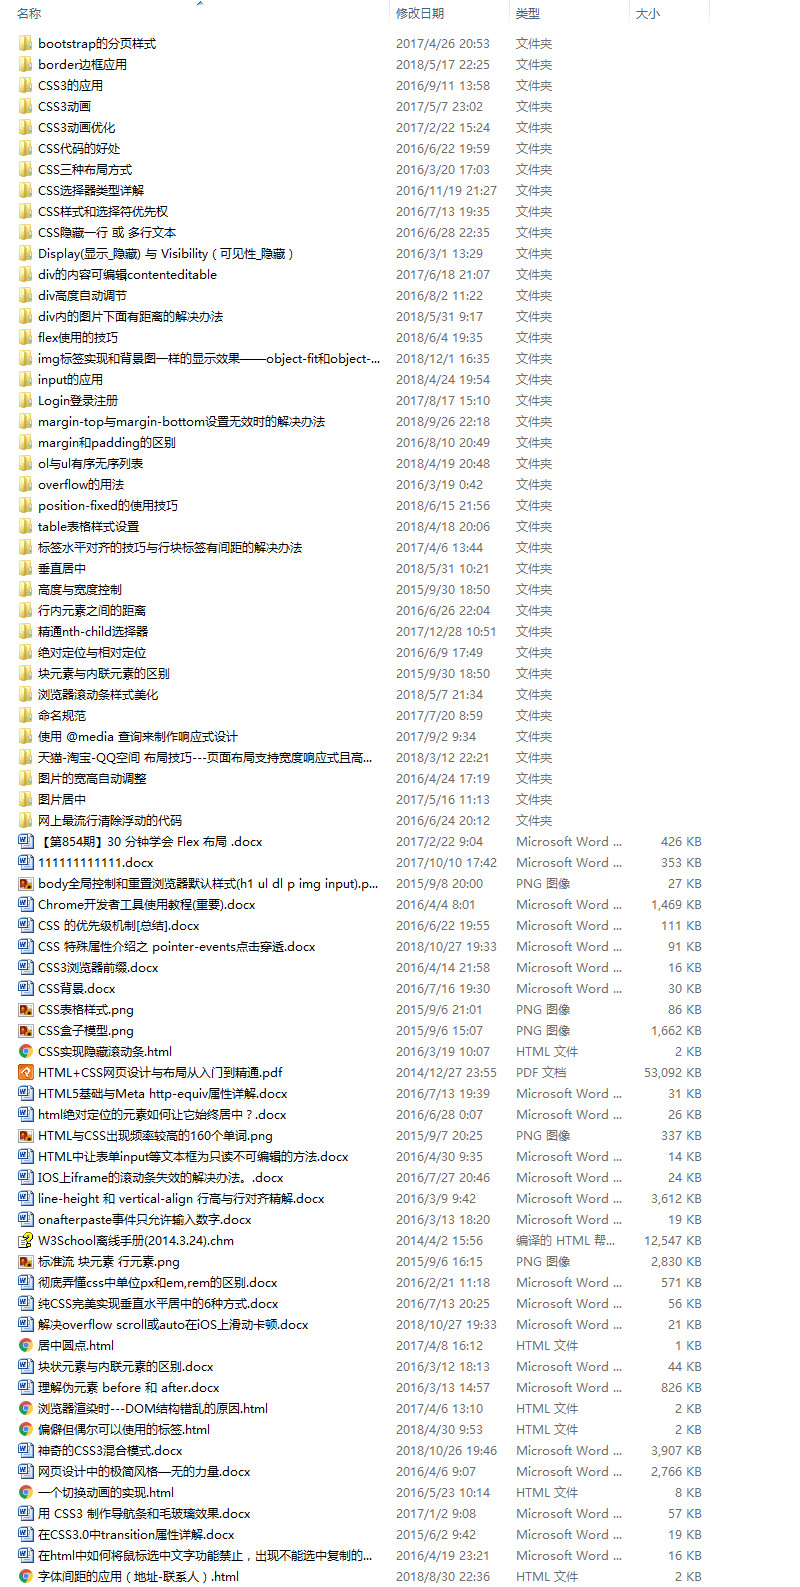 名称 修改日期 类型 大小
bootstrap的分页样式 2017/4/26 20:53 文件夹
border边框应用 2018/5/17 22:25 文件夹
CSS3的应用 2016/9/11 13:58 文件夹
CSS3动画 2017/5/7 23:02 文件夹
CSS3动画优化 2017/2/22 15:24 文件夹
CSS代码的好处 2016/6/22 19:59 文件夹
CSS三种布局方式 2016/3/20 17:03 文件夹
CSS选择器类型详解 2016/11/19 21:27 文件夹
CSS样式和选择符优先权 2016/7/13 19:35 文件夹
CSS隐藏一行 或 多行文本 2016/6/28 22:35 文件夹
Display(显示_隐藏) 与 Visibility ( 可见性_隐藏 ) 2016/3/1 13:29 文件夹
div的内容可编辑contenteditable 2017/6/18 21:07 文件夹
div高度自动调节 2016/8/2 11:22 文件夹
div内的图片下面有距离的解决办法 2018/5/31 9:17 文件夹
flex使用的技巧 2018/6/4 19:35 文件夹
img标签实现和背景图一样的显示效果——object-fit和object-... 2018/12/1 16:35 文件夹
input的应用 2018/4/24 19:54 文件夹
Login登录注册 2017/8/17 15:10 文件夹
margin-top与margin-bottom设置无效时的解决办法 2018/9/26 22:18 文件夹
margin和padding的区别 2016/8/10 20:49 文件夹
ol与ul有序无序列表 2018/4/19 20:48 文件夹
overflow的用法 2016/3/19 0:42 文件夹
position-fixed的使用技巧 2018/6/15 21:56 文件夹
table表格样式设置 2018/4/18 20:06 文件夹
标签水平对齐的技巧与行块标签有间距的解决办法 2017/4/6 13:44 文件夹
垂直居中 2018/5/31 10:21 文件夹
高度与宽度控制 2015/9/30 18:50 文件夹
行内元素之间的距离 2016/6/26 22:04 文件夹
精通nth-child选择器 2017/12/28 10:51 文件夹
绝对定位与相对定位 2016/6/9 17:49 文件夹
块元素与内联元素的区别 2015/9/30 18:50 文件夹
浏览器滚动条样式美化 2018/5/7 21:34 文件夹
命名规范 2017/7/20 8:59 文件夹
使用 @media 查询来制作响应式设计 2017/9/2 9:34 文件夹
天猫-淘宝-QQ空间 布局技巧---页面布局支持宽度响应式且高... 2018/3/12 22:21 文件夹
图片的宽高自动调整 2016/4/24 17:19 文件夹
图片居中 2017/5/16 11:13 文件夹
网上最流行清除浮动的代码 2016/6/24 20:12 文件夹
【第854期】30 分钟学会 Flex 布局 .docx 2017/2/22 9:04 Microsoft Word ... 426 KB
111111111111.docx 2017/10/10 17:42 Microsoft Word ... 353 KB
body全局控制和重置浏览器默认样式(h1 ul dl p img input).p... 2015/9/8 20:00 PNG 图像 27 KB
Chrome开发者工具使用教程(重要).docx 2016/4/4 8:01 Microsoft Word ... 1,469 KB
CSS 的优先级机制[总结].docx 2016/6/22 19:55 Microsoft Word ... 111 KB
CSS 特殊属性介绍之 pointer-events点击穿透.docx 2018/10/27 19:33 Microsoft Word ... 91 KB
CSS3浏览器前缀.docx 2016/4/14 21:58 Microsoft Word ... 16 KB
CSS背景.docx 2016/7/16 19:30 Microsoft Word ... 30 KB
CSS表格样式.png 2015/9/6 21:01 PNG 图像 86 KB
CSS盒子模型.png 2015/9/6 15:07 PNG 图像 1,662 KB
CSS实现隐藏滚动条.html 2016/3/19 10:07 HTML 文件 2 KB
HTML+CSS网页设计与布局从入门到精通.pdf 2014/12/27 23:55 PDF 文档 53,092 KB
HTML5基础与Meta http-equiv属性详解.docx 2016/7/13 19:39 Microsoft Word ... 31 KB
html绝对定位的元素如何让它始终居中？.docx 2016/6/28 0:07 Microsoft Word ... 26 KB
HTML与CSS出现频率较高的160个单词.png 2015/9/7 20:25 PNG 图像 337 KB
HTML中让表单input等文本框为只读不可编辑的方法.docx 2016/4/30 9:35 Microsoft Word ... 14 KB
IOS上iframe的滚动条失效的解决办法。.docx 2016/7/27 20:46 Microsoft Word ... 24 KB
line-height 和 vertical-align 行高与行对齐精解.docx 2016/3/9 9:42 Microsoft Word ... 3,612 KB
onafterpaste事件只允许输入数字.docx 2016/3/13 18:20 Microsoft Word ... 19 KB
W3School离线手册(2014.3.24).chm 2014/4/2 15:56 编译的 HTML 帮... 12,547 KB
标准流 块元素 行元素.png 2015/9/6 16:15 PNG 图像 2,830 KB
彻底弄懂css中单位px和em,rem的区别.docx 2016/2/21 11:18 Microsoft Word ... 571 KB
纯CSS完美实现垂直水平居中的6种方式.docx 2016/7/13 20:25 Microsoft Word ... 56 KB
解决overflow scroll或auto在iOS上滑动卡顿.docx 2018/10/27 19:33 Microsoft Word ... 21 KB
居中圆点.html 2017/4/8 16:12 HTML 文件 1 KB
块状元素与内联元素的区别.docx 2016/3/12 18:13 Microsoft Word ... 44 KB
理解伪元素 before 和 after.docx 2016/3/13 14:57 Microsoft Word ... 826 KB
浏览器渲染时---DOM结构错乱的原因.html 2017/4/6 13:10 HTML 文件 2 KB
偏僻但偶尔可以使用的标签.html 2018/4/30 9:53 HTML 文件 2 KB
神奇的CSS3混合模式.docx 2018/10/26 19:46 Microsoft Word ... 3,907 KB
网页设计中的极简风格—无的力量.docx 2016/4/6 9:07 Microsoft Word ... 2,766 KB
一个切换动画的实现.html 2016/5/23 10:14 HTML 文件 8 KB
用 CSS3 制作导航条和毛玻璃效果.docx 2017/1/2 9:08 Microsoft Word ... 57 KB
在CSS3.0中transition属性详解.docx 2015/6/2 9:42 Microsoft Word ... 19 KB
在html中如何将鼠标选中文字功能禁止，出现不能选中复制的... 2016/4/19 23:21 Microsoft Word ... 16 KB
字体间距的应用（地址-联系人）.html 2018/8/30 22:36 HTML 文件 2 KB